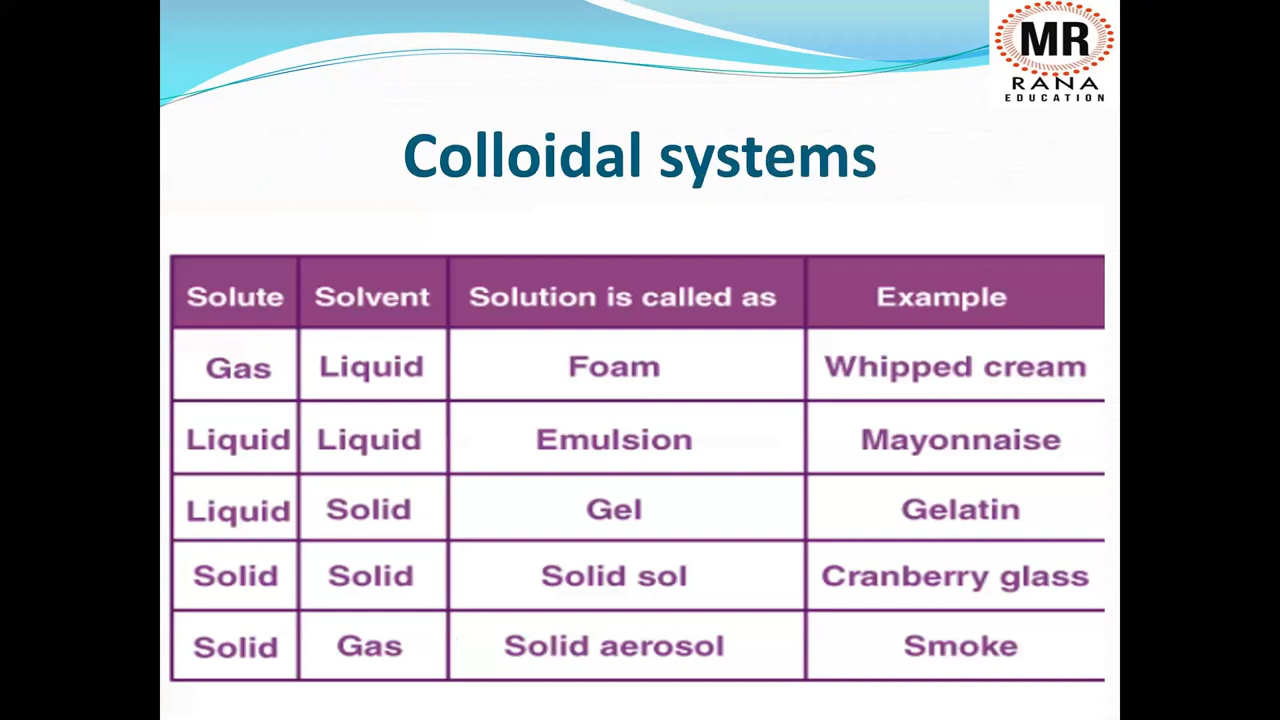 MR
RANA
EDUCATION
Colloidal systems
Solute Solvent Solution is called as Example
Gas Liquid Foam Whipped cream
Liquid Liquid Emulsion Mayonnaise
Liquid Solid Gel Gelatin
Solid Solid Solid sol Cranberry glass
Solid Gas Solid aerosol Smoke